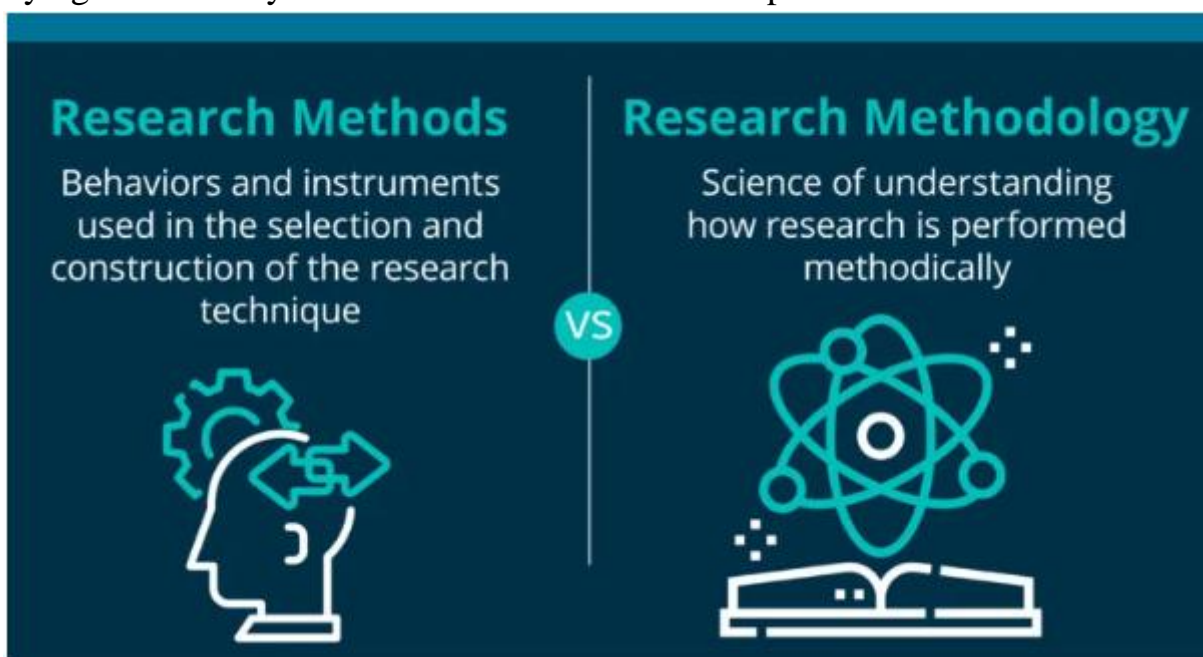 Research Methods
Behaviors and instruments
used in the selection and
construction of the research
technique
VS
Research Methodology
Science of understanding
how research is performed
methodically